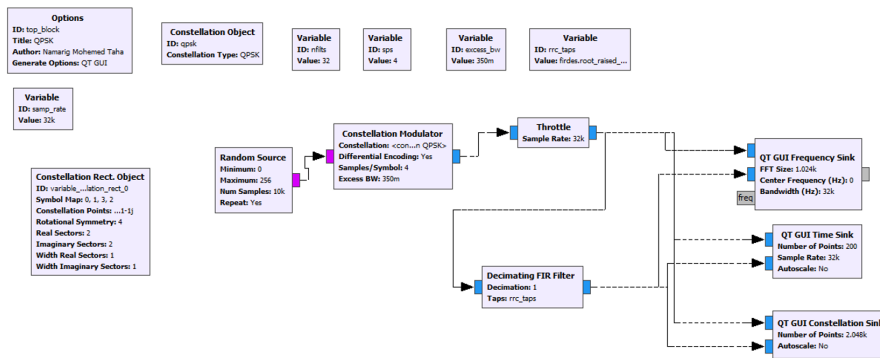 Options
ID: top_block
Title: QPSK
Author: Namarig Mohemed Taha
Generate Options: QT GUI
Constellation Object
ID: qpsk
Constellation Type: QPSK
Variable
ID: nfilts
Value: 32
Variable
ID: sps
Value: 4
Variable
ID: excess_bw
Value: 350m
Variable
ID: rrc_taps
Value: firdes.root_raised_...
Variable
ID: samp_rate
Value: 32k
Constellation Rect. Object
ID: variable_...lation_rect_0
Symbol Map: 0, 1, 3, 2
Constellation Points: ...1-1j
Rotational Symmetry: 4
Real Sectors: 2
Imaginary Sectors: 2
Width Real Sectors: 1
Width Imaginary Sectors: 1
Random Source
Minimum: 0
Maximum: 256
Num Samples: 10k
Repeat: Yes
Constellation Modulator
Constellation: <con...n QPSK>
Differential Encoding: Yes
Samples/Symbol: 4
Excess BW: 350m
Throttle
Sample Rate: 32k
Decimating FIR Filter
Decimation: 1
Taps: rrc_taps
QT GUI Frequency Sink
FFT Size: 1.024k
Center Frequency (Hz): 0
Bandwidth (Hz): 32k
freq
QT GUI Time Sink
Number of Points: 200
Sample Rate: 32k
Autoscale: No
QT GUI Constellation Sink
Number of Points: 2.048k
Autoscale: No